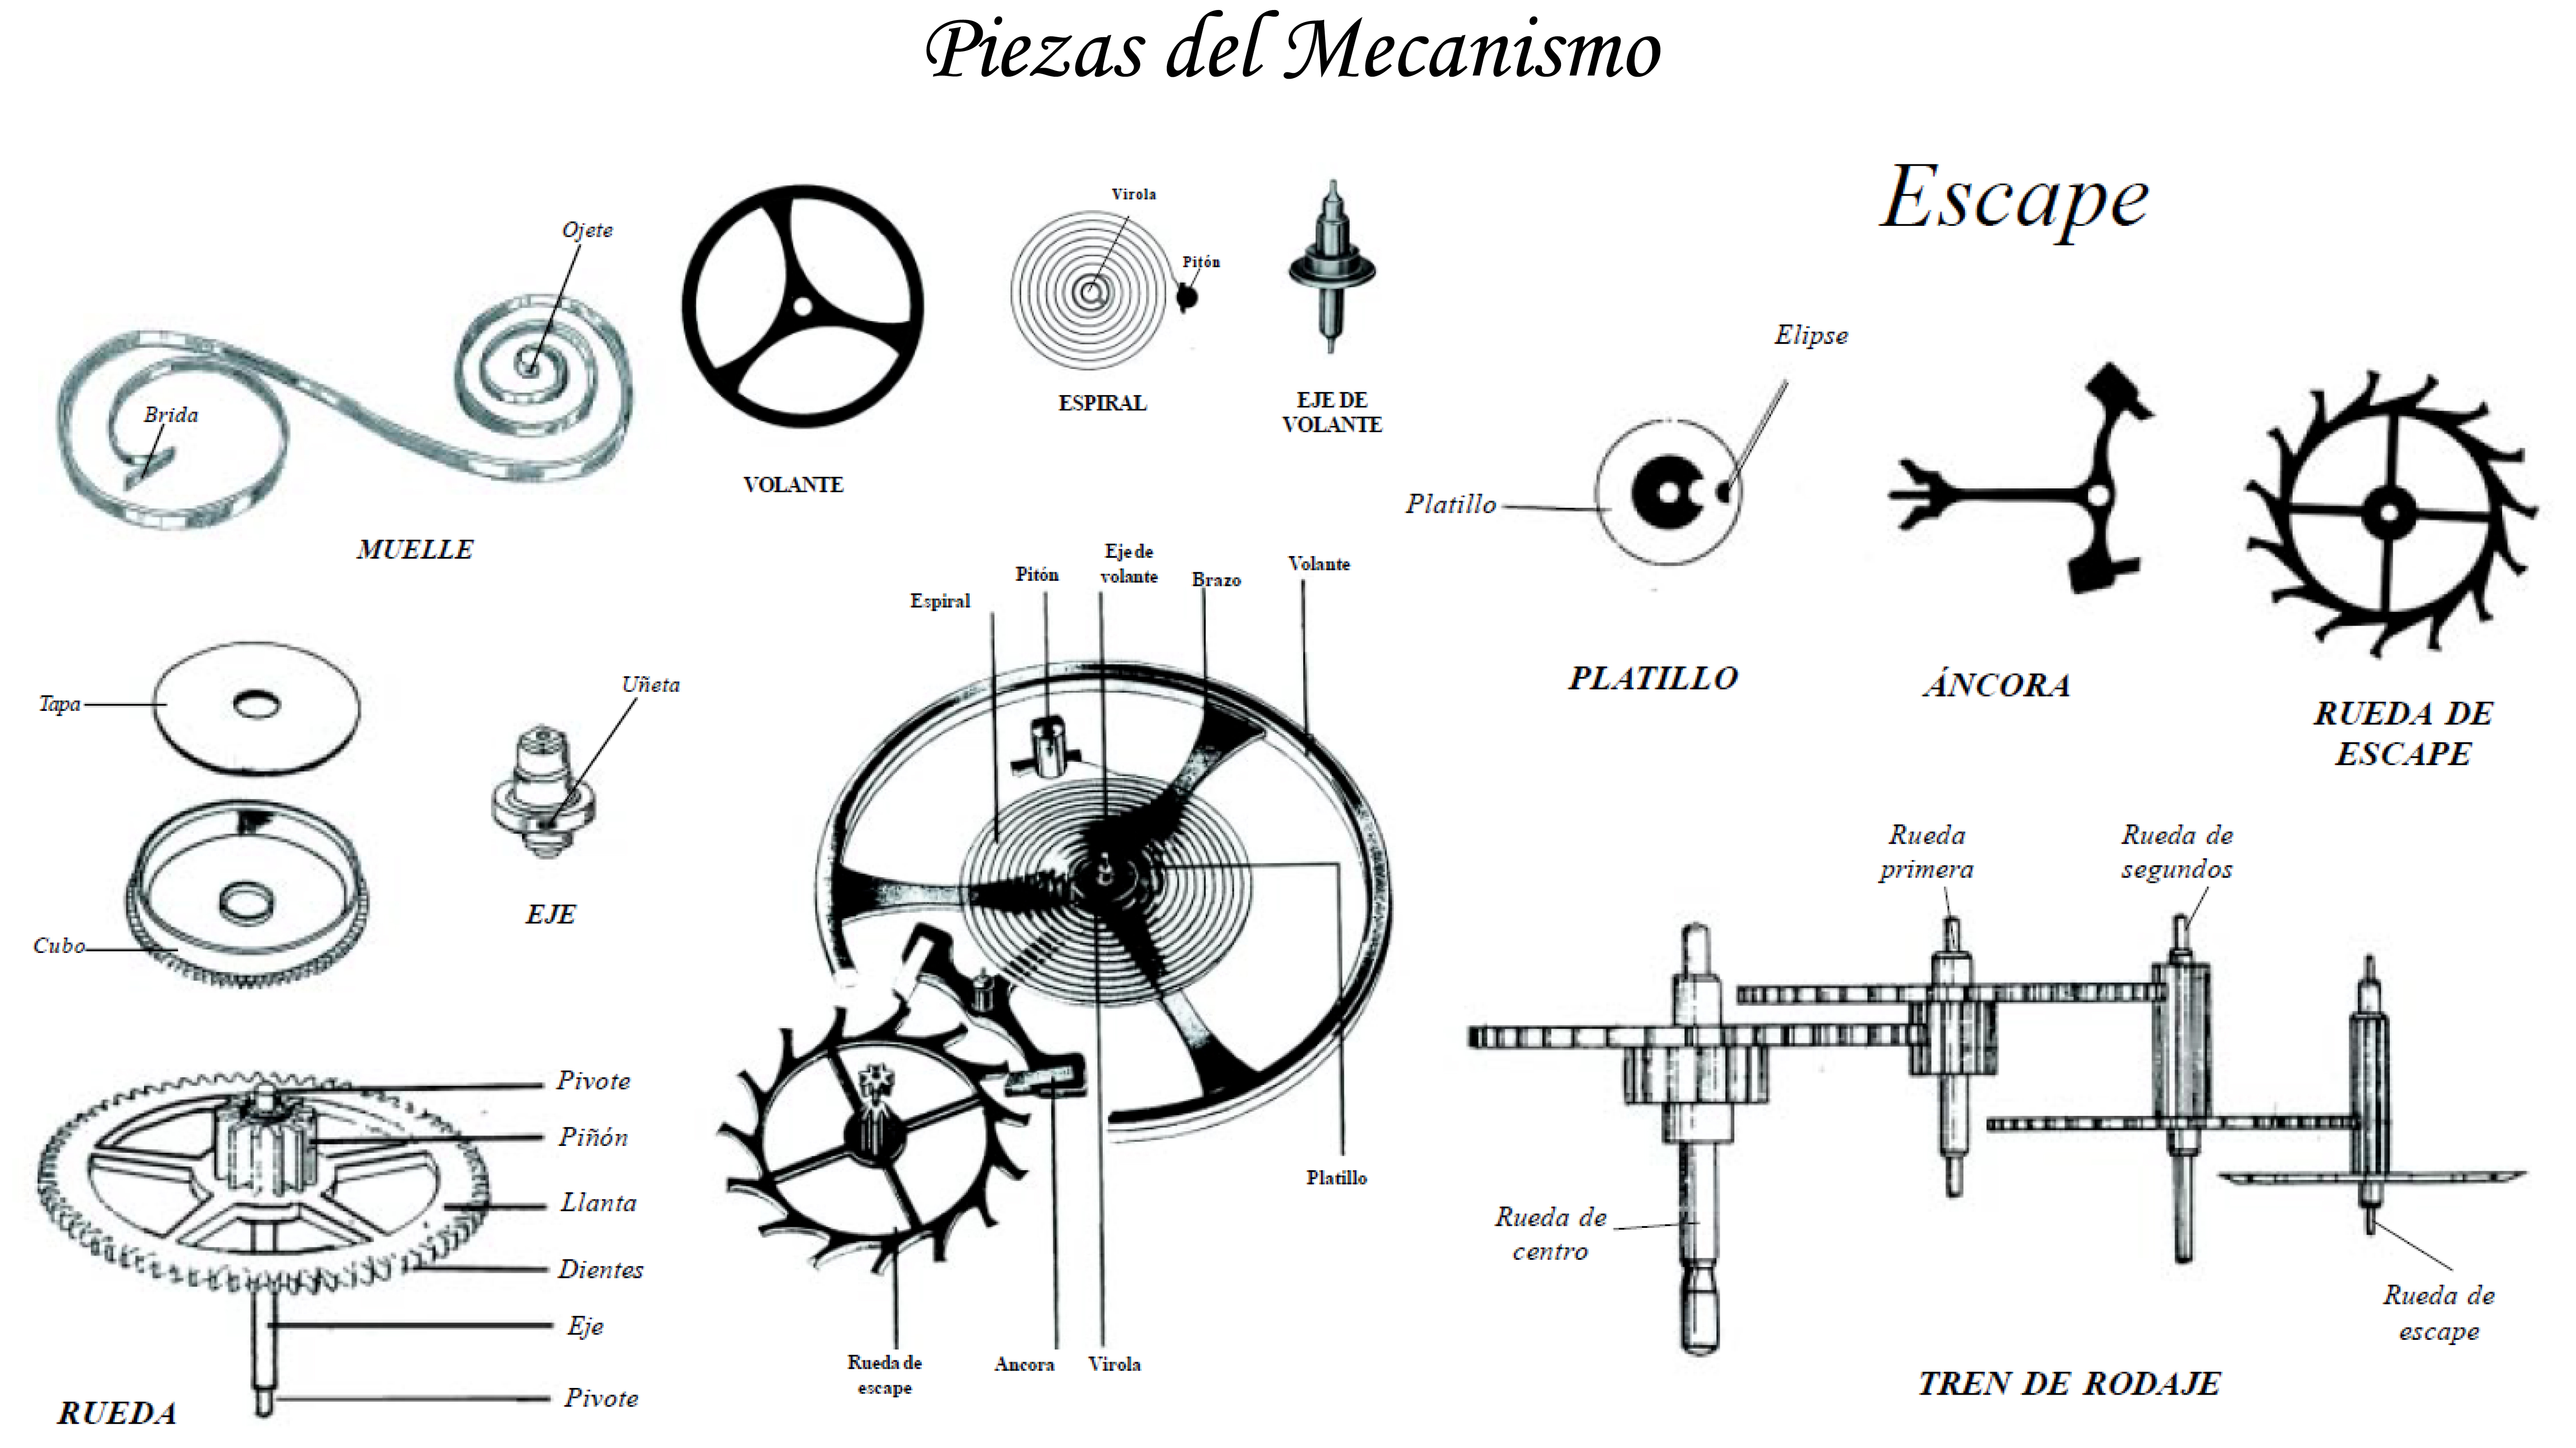 Piezas del Mecanismo
Escape
Ojete
Brida
MUELLE
VOLANTE
Virola
Pitón
ESPIRAL
EJE DE
VOLANTE
Elipse
Platillo
PLATILLO
ÁNCORA
RUEDA DE
ESCAPE
Tapa
Cubo
Uñeta
EJE
Espiral
Pitón
Eje de
volante
Brazo
Volante
Platillo
Rueda de
escape
Ancora
Virola
Pivote
Piñón
Llanta
Dientes
Eje
Pivote
RUEDA
Rueda
primera
Rueda de
segundos
Rueda de
centro
Rueda de
escape
TREN DE RODAJE